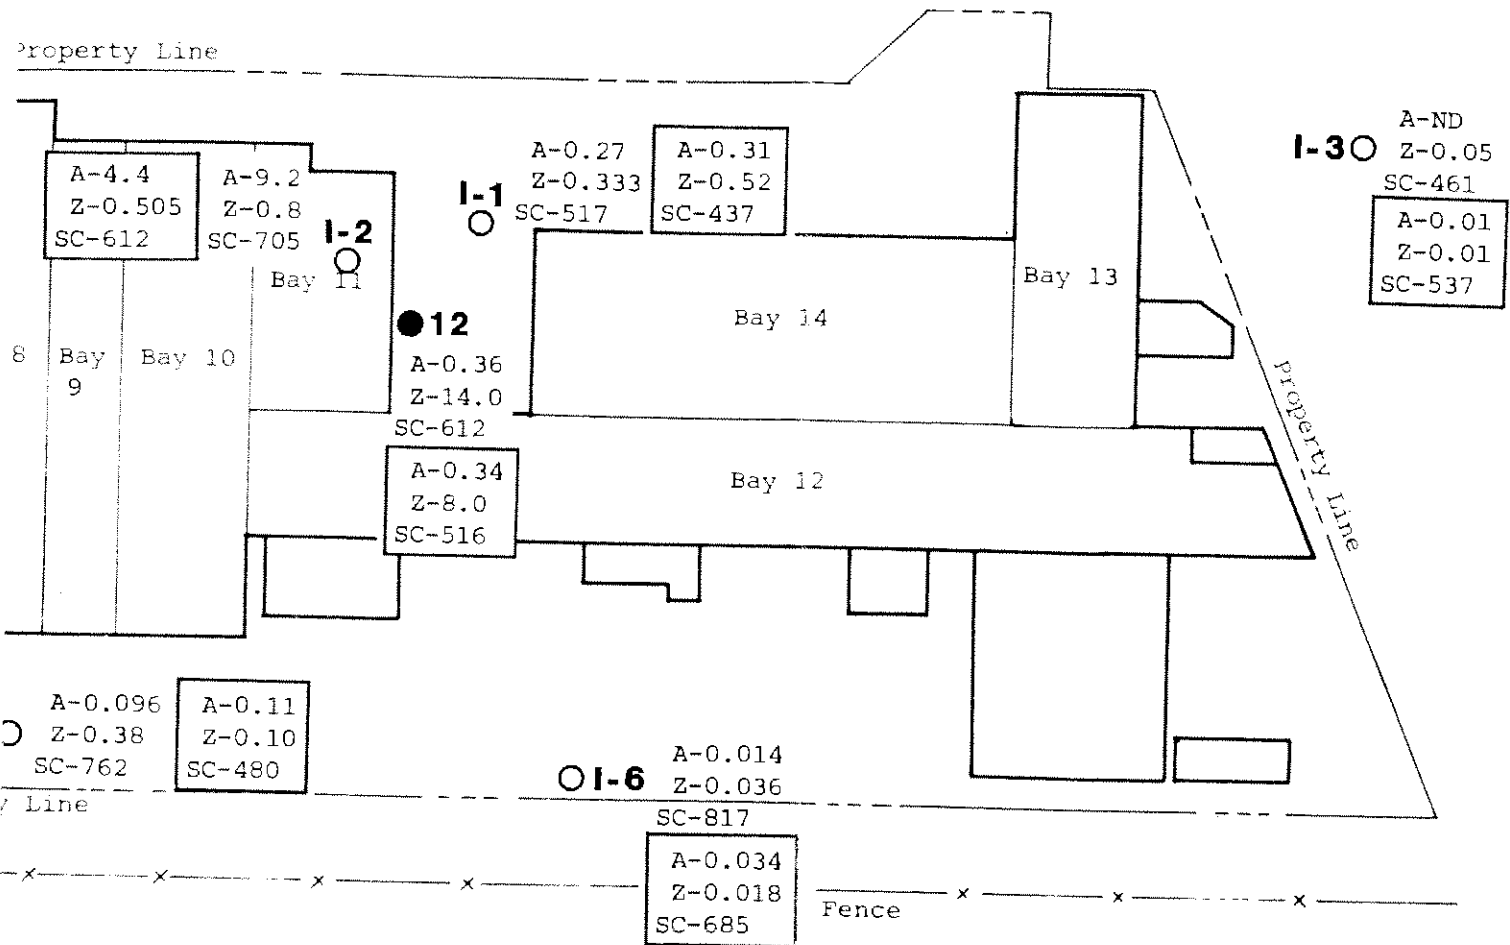 Property Line
A-4.4
Z-0.505
SC-612
A-9.2
Z-0.8
SC-705
I-2
Bay 11
I-1
A-0.27
Z-0.333
SC-517
A-0.31
Z-0.52
SC-437
I-3
A-ND
Z-0.05
SC-461
A-0.01
Z-0.01
SC-537
Bay 13
Bay 14
12
A-0.36
Z-14.0
SC-612
A-0.34
Z-8.0
SC-516
8
Bay
9
Bay 10
Bay 12
Property Line
A-0.096
Z-0.38
SC-762
A-0.11
Z-0.10
SC-480
y Line
I-6
A-0.014
Z-0.036
SC-817
A-0.034
Z-0.018
SC-685
Fence